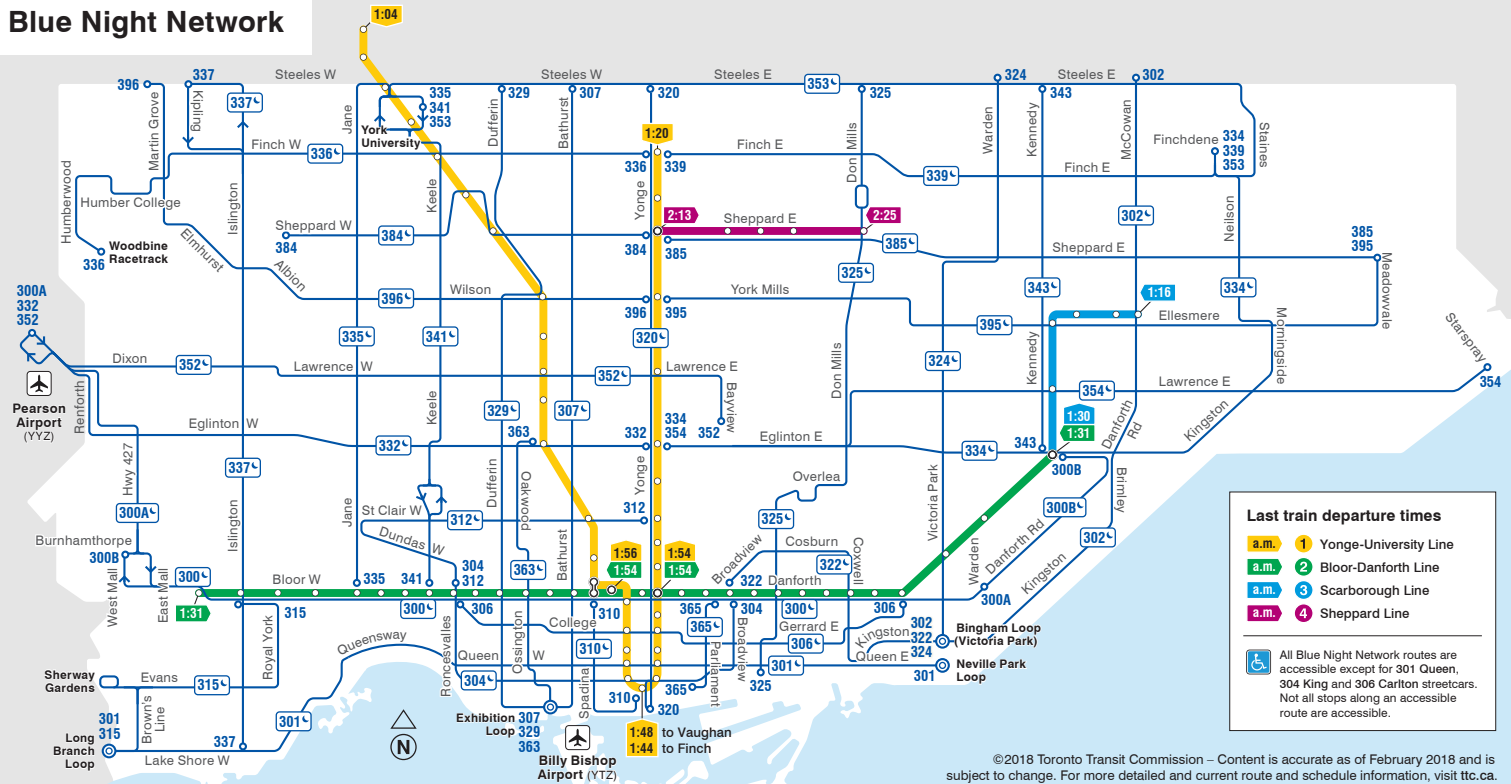 Blue Night Network
1:04
396
337
Steeles W
Steeles W
Steeles E
353
324
Steeles E
302
337
Kipling
Martin Grove
Jane
335
341
353
York
University
329
Dufferin
307
Bathurst
320
325
Don Mills
Warden
343
Kennedy
McCowan
Finchdene
334
339
353
Staines
1:20
Finch W
336
336
339
Finch E
339
Finch E
Humberwood
Humber College
Islington
Keele
Yonge
Woodbine
Racetrack
336
Elmhurst
Albion
Sheppard W
384
384
384
2:13
Sheppard E
2:25
385
385
Sheppard E
302
Neilson
385
395
Meadowvale
300A
332
352
396
Wilson
396
395
York Mills
325
343
1:16
334
Ellesmere
395
Morningside
Starspray
354
335
341
320
324
Kennedy
Dixon
352
Lawrence W
352
Lawrence E
Bayview
352
Don Mills
354
Lawrence E
Pearson
Airport
(YYZ)
Renforth
Keele
329
307
363
334
354
332
1:30
1:31
Danforth
Rd
Kingston
Eglinton W
332
Eglinton E
334
343
300B
Hwy 427
337
Dufferin
Oakwood
Yonge
Overlea
Victoria Park
Brimley
300A
Islington
Jane
St Clair W
312
312
325
300B
Danforth Rd
302
Burnhamthorpe
300B
Dundas W
Bathurst
1:56
1:54
1:54
1:54
Broadview
Cosburn
322
Coxwell
Warden
Kingston
West Mall
East Mall
300
1:31
Bloor W
335
341
304
312
363
322
Danforth
300A
315
300
306
310
365
304
300
306
Royal York
Queensway
Roncesvalles
Ossington
College
365
Parliament
Broadview
Gerrard E
306
Kingston
302
322
324
Bingham Loop
(Victoria Park)
Queen
W
310
301
Queen E
Neville Park
Loop
301
Sherway
Gardens
Evans
315
304
Spadina
365
325
Brown's
Line
301
310
320
301
315
Long
Branch
Loop
337
Lake Shore W
N
Exhibition
Loop
307
329
363
Billy Bishop
Airport (YTZ)
1:48
to Vaughan
1:44
to Finch
Last train departure times
a.m. 1 Yonge-University Line
a.m. 2 Bloor-Danforth Line
a.m. 3 Scarborough Line
a.m. 4 Sheppard Line
All Blue Night Network routes are
accessible except for 301 Queen,
304 King and 306 Carlton streetcars.
Not all stops along an accessible
route are accessible.
©2018 Toronto Transit Commission – Content is accurate as of February 2018 and is
subject to change. For more detailed and current route and schedule information, visit ttc.ca.